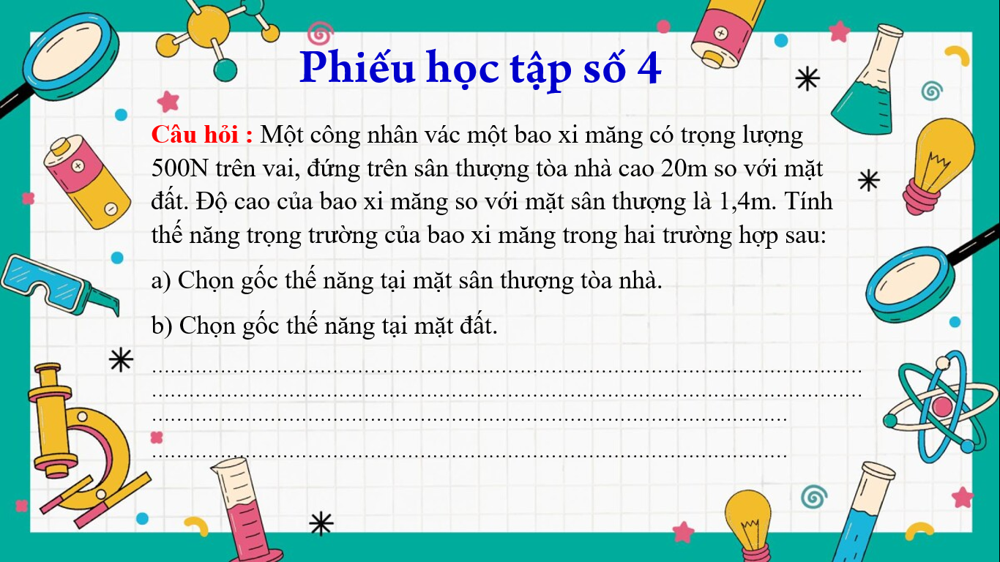 Phiếu học tập số 4
Câu hỏi : Một công nhân vác một bao xi măng có trọng lượng
500N trên vai, đứng trên sân thượng tòa nhà cao 20m so với mặt
đất. Độ cao của bao xi măng so với mặt sân thượng là 1,4m. Tính
thế năng trọng trường của bao xi măng trong hai trường hợp sau:
a) Chọn gốc thế năng tại mặt sân thượng tòa nhà.
b) Chọn gốc thế năng tại mặt đất.